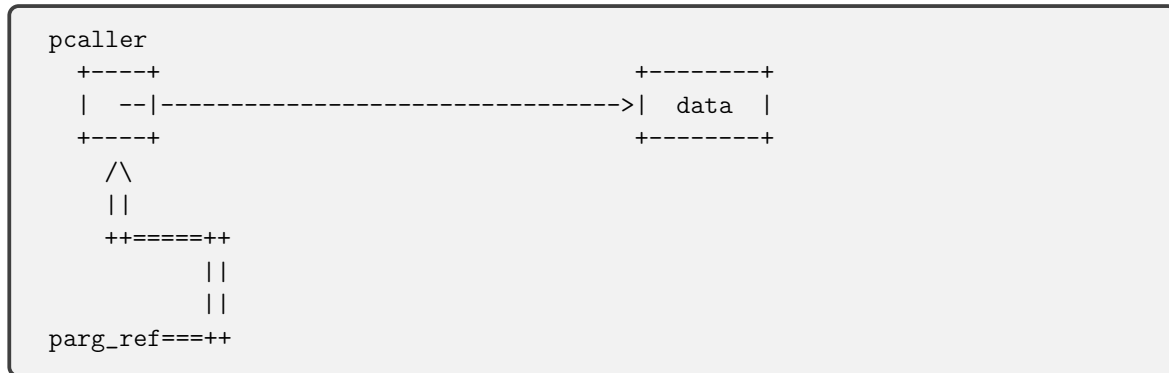 pcaller
  +----+                                  +--------+
  |  --|--------------------------------->|  data  |
  +----+                                  +--------+
    /\
    ||
    ++=====++
           ||
           ||
parg_ref===++